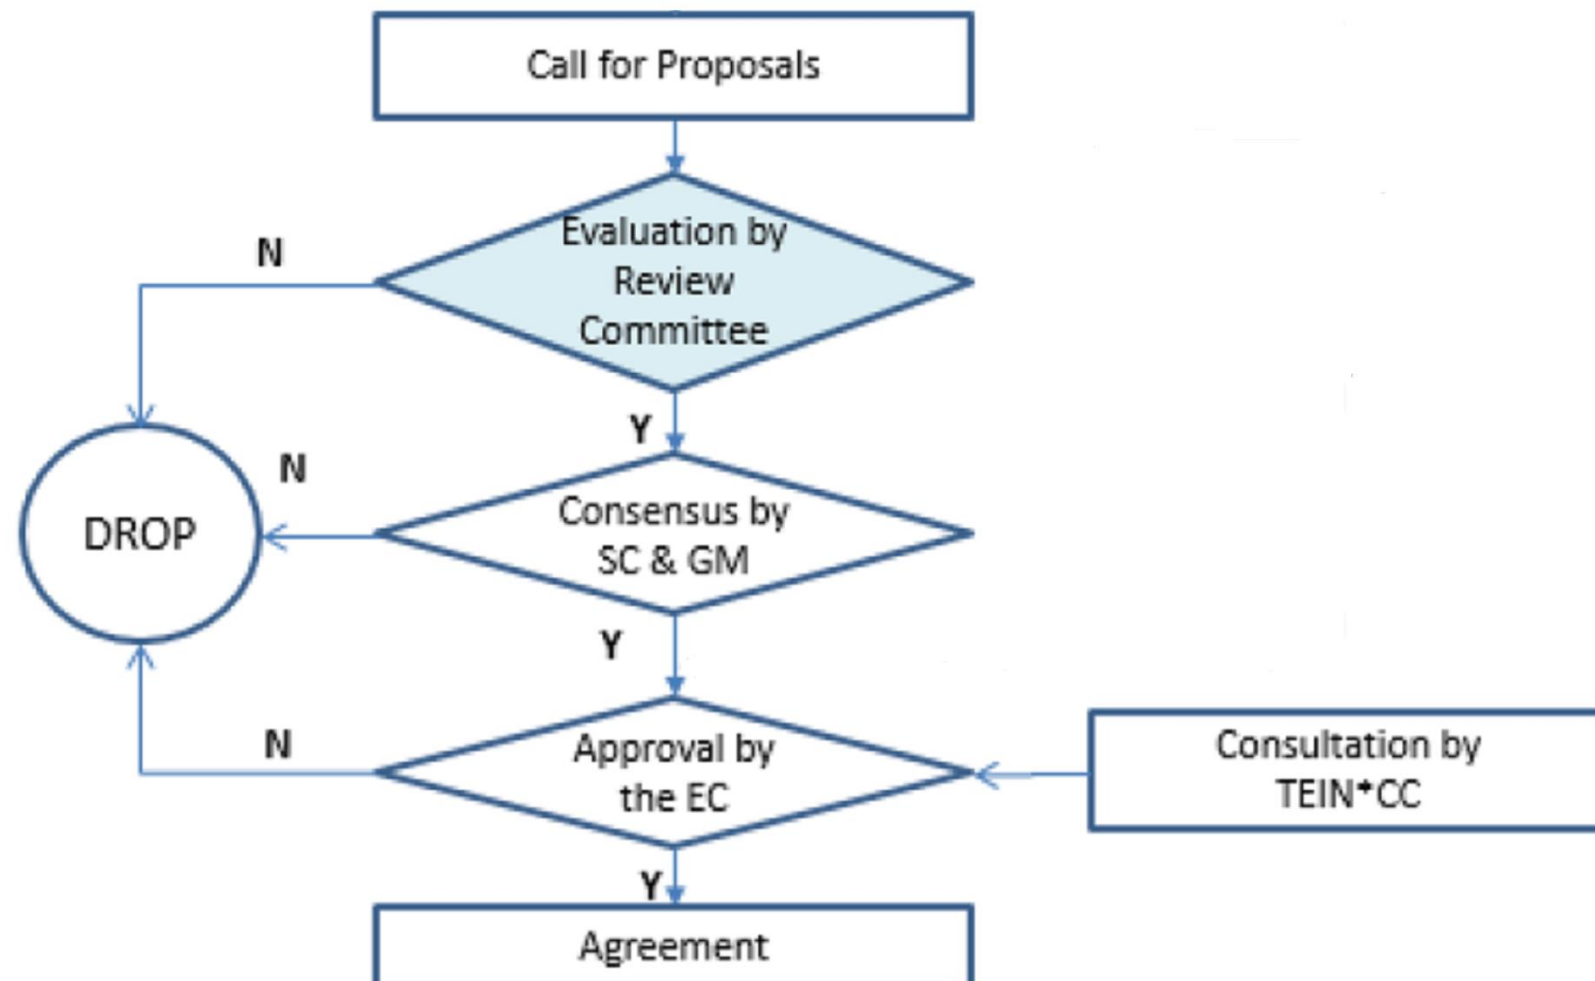 Call for Proposals
Evaluation by
Review
Committee
N
Y
N
Consensus by
SC & GM
DROP
Y
N
Approval by
the EC
Consultation by
TEIN*CC
Y
Agreement